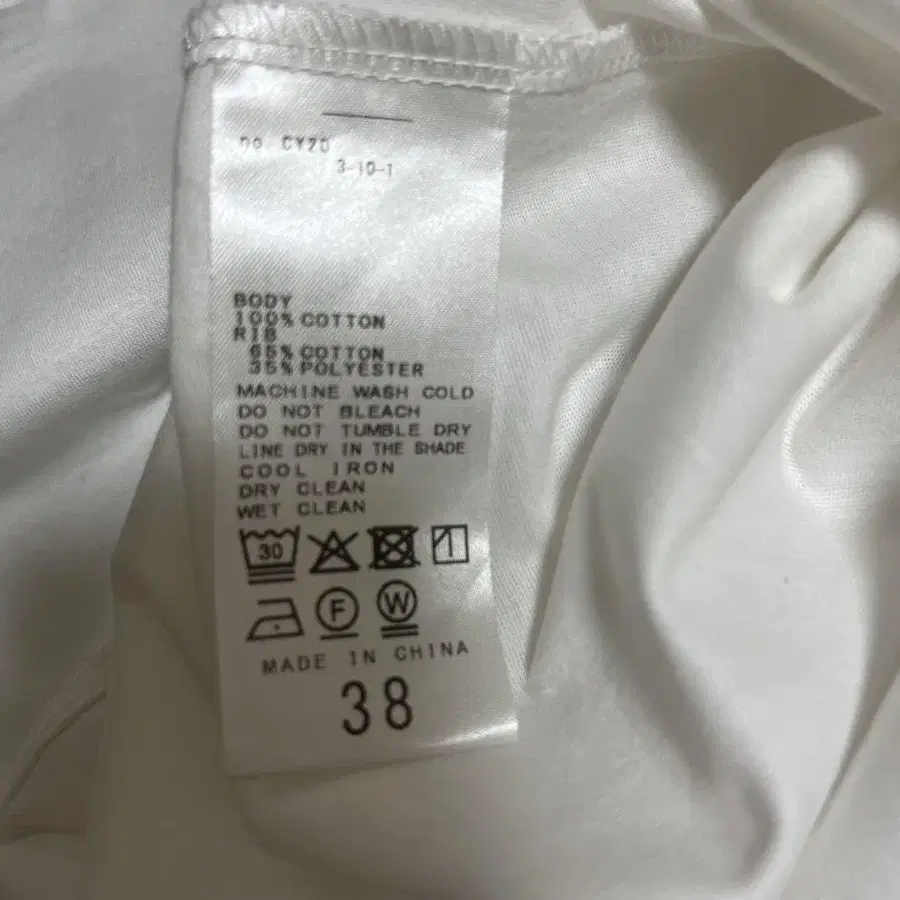 no CY20
3-10-1
BODY
100% COTTON
RIB
65% COTTON
35% POLYESTER
MACHINE WASH COLD
DO NOT BLEACH
DO NOT TUMBLE DRY
LINE DRY IN THE SHADE
COOL IRON
DRY CLEAN
WET CLEAN
30
F W
MADE IN CHINA
38